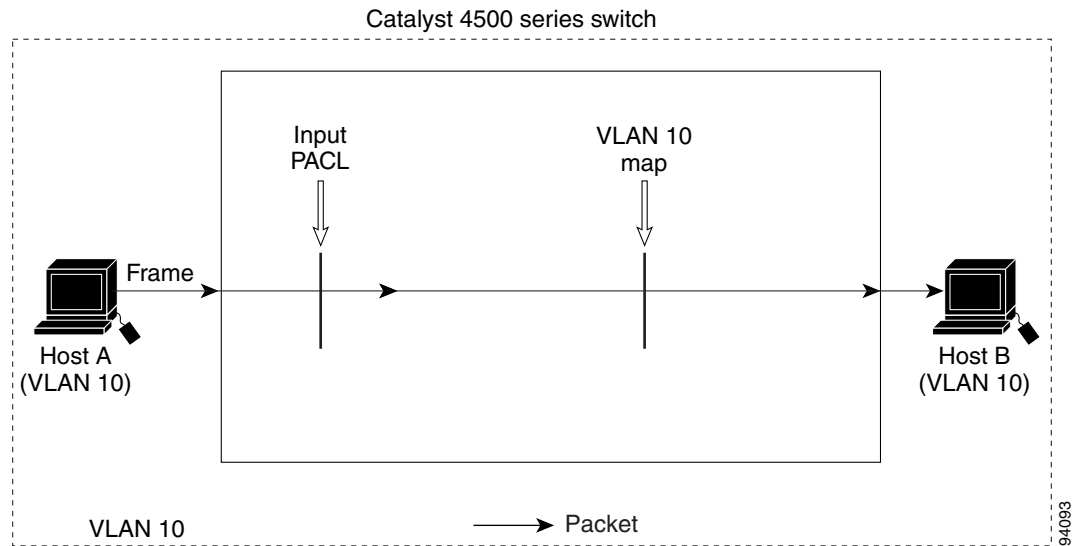 Catalyst 4500 series switch
Input
PACL
VLAN 10
map
Frame
Host A
(VLAN 10)
Host B
(VLAN 10)
VLAN 10
Packet
94093